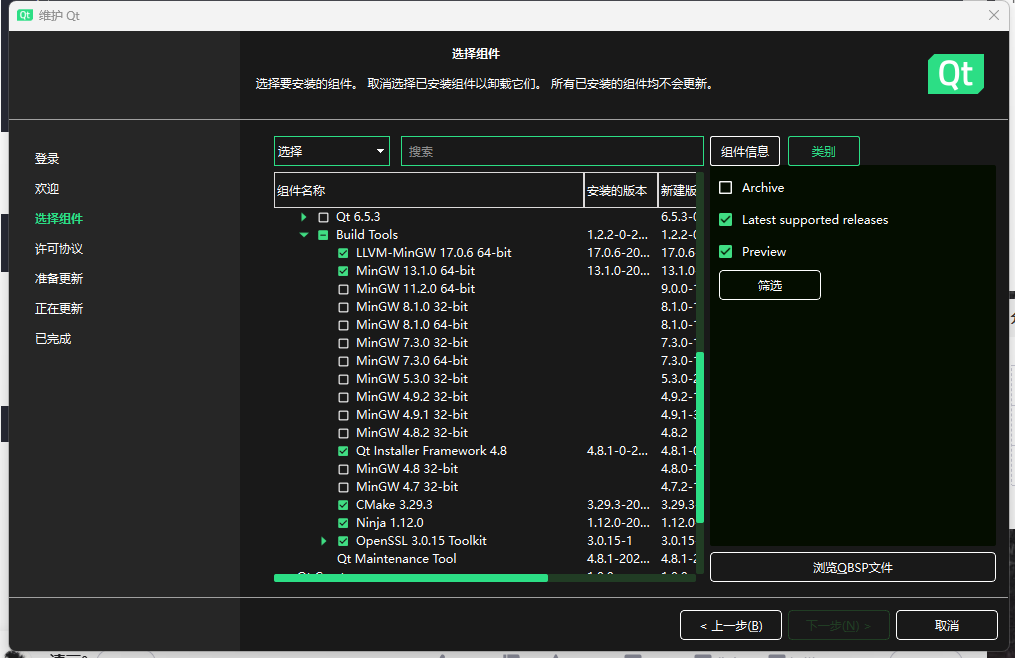 Qt 维护 Qt
选择组件
选择要安装的组件。 取消选择已安装组件以卸载它们。 所有已安装的组件均不会更新。
Qt
登录
欢迎
选择组件
许可协议
准备更新
正在更新
已完成
选择 搜索 组件信息 类别
组件名称 安装的版本 新建版
Qt 6.5.3 6.5.3-0
Build Tools 1.2.2-0-2... 1.2.2-0
LLVM-MinGW 17.0.6 64-bit 17.0.6-20... 17.0.6
MinGW 13.1.0 64-bit 13.1.0-20... 13.1.0
MinGW 11.2.0 64-bit 9.0.0-1
MinGW 8.1.0 32-bit 8.1.0-1
MinGW 8.1.0 64-bit 8.1.0-1
MinGW 7.3.0 32-bit 7.3.0-1
MinGW 7.3.0 64-bit 7.3.0-1
MinGW 5.3.0 32-bit 5.3.0-2
MinGW 4.9.2 32-bit 4.9.2-1
MinGW 4.9.1 32-bit 4.9.1-3
MinGW 4.8.2 32-bit 4.8.2
Qt Installer Framework 4.8 4.8.1-0-2... 4.8.1-0
MinGW 4.8 32-bit 4.8.0-1
MinGW 4.7 32-bit 4.7.2-1
CMake 3.29.3 3.29.3-20... 3.29.3
Ninja 1.12.0 1.12.0-20... 1.12.0
OpenSSL 3.0.15 Toolkit 3.0.15-1 3.0.15
Qt Maintenance Tool 4.8.1-202... 4.8.1-2
Archive
Latest supported releases
Preview
筛选
浏览QBSP文件
< 上一步(B) 下一步(N) > 取消